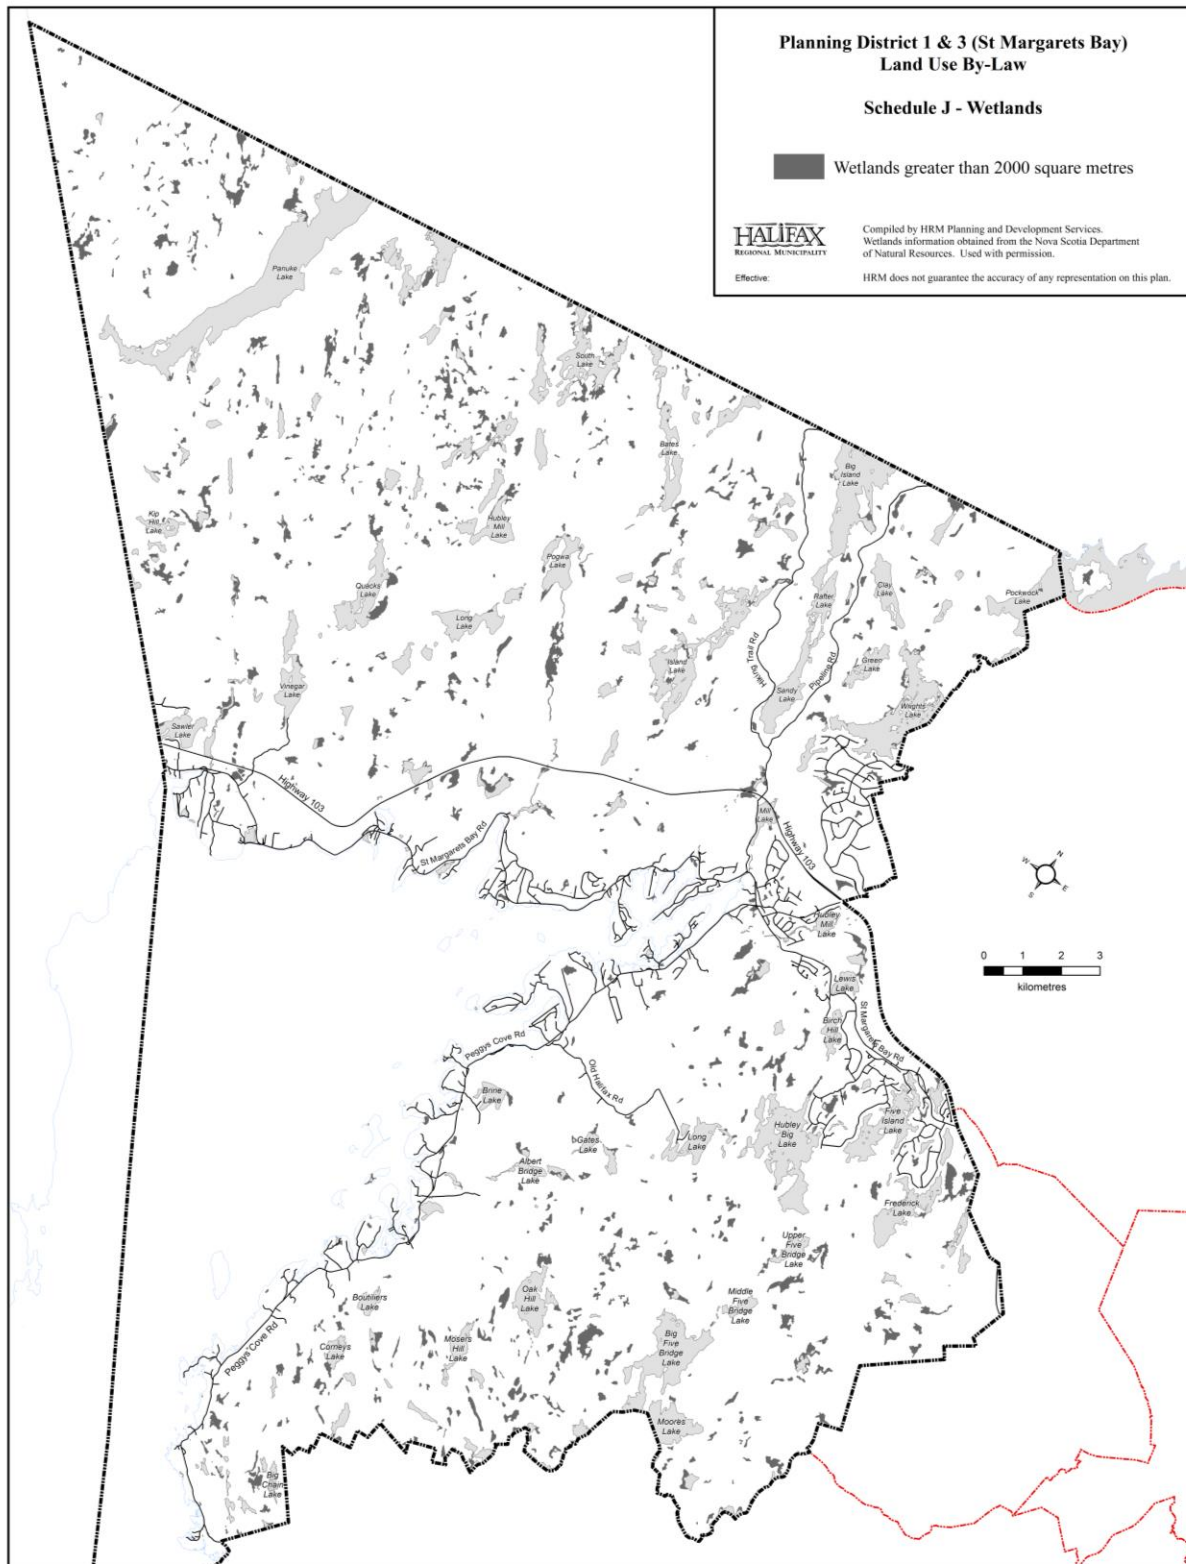 Planning District 1 & 3 (St Margarets Bay)
Land Use By-Law
Schedule J - Wetlands
Wetlands greater than 2000 square metres
HALIFAX
REGIONAL MUNICIPALITY
Compiled by HRM Planning and Development Services.
Wetlands information obtained from the Nova Scotia Department
of Natural Resources. Used with permission.
Effective:
HRM does not guarantee the accuracy of any representation on this plan.
Panuke
Lake
South
Lake
Bates
Lake
Big
Island
Lake
Kip
Hill
Lake
Hubley
Mill
Lake
Pogwa
Lake
Quacks
Lake
Rafter
Lake
Clay
Lake
Pockwock
Lake
Long
Lake
Hiking Trail Rd
Pipeline Rd
Island
Lake
Green
Lake
Vinegar
Lake
Sandy
Lake
Wrights
Lake
Sawler
Lake
Highway 103
Mill
Lake
Highway 103
St Margarets Bay Rd
N
W
E
S
Hubley
Mill
Lake
0 1 2 3
kilometres
Lewis
Lake
Birch
Hill
Lake
St Margarets Bay Rd
Peggys Cove Rd
Old Halifax Rd
Brine
Lake
Five
Island
Lake
Hubley
Big
Lake
Gates
Lake
Long
Lake
Albert
Bridge
Lake
Frederick
Lake
Upper
Five
Bridge
Lake
Oak
Hill
Lake
Middle
Five
Bridge
Lake
Boutiliers
Lake
Peggys Cove Rd
Corneys
Lake
Mosers
Hill
Lake
Big
Five
Bridge
Lake
Moores
Lake
Big
Chain
Lake